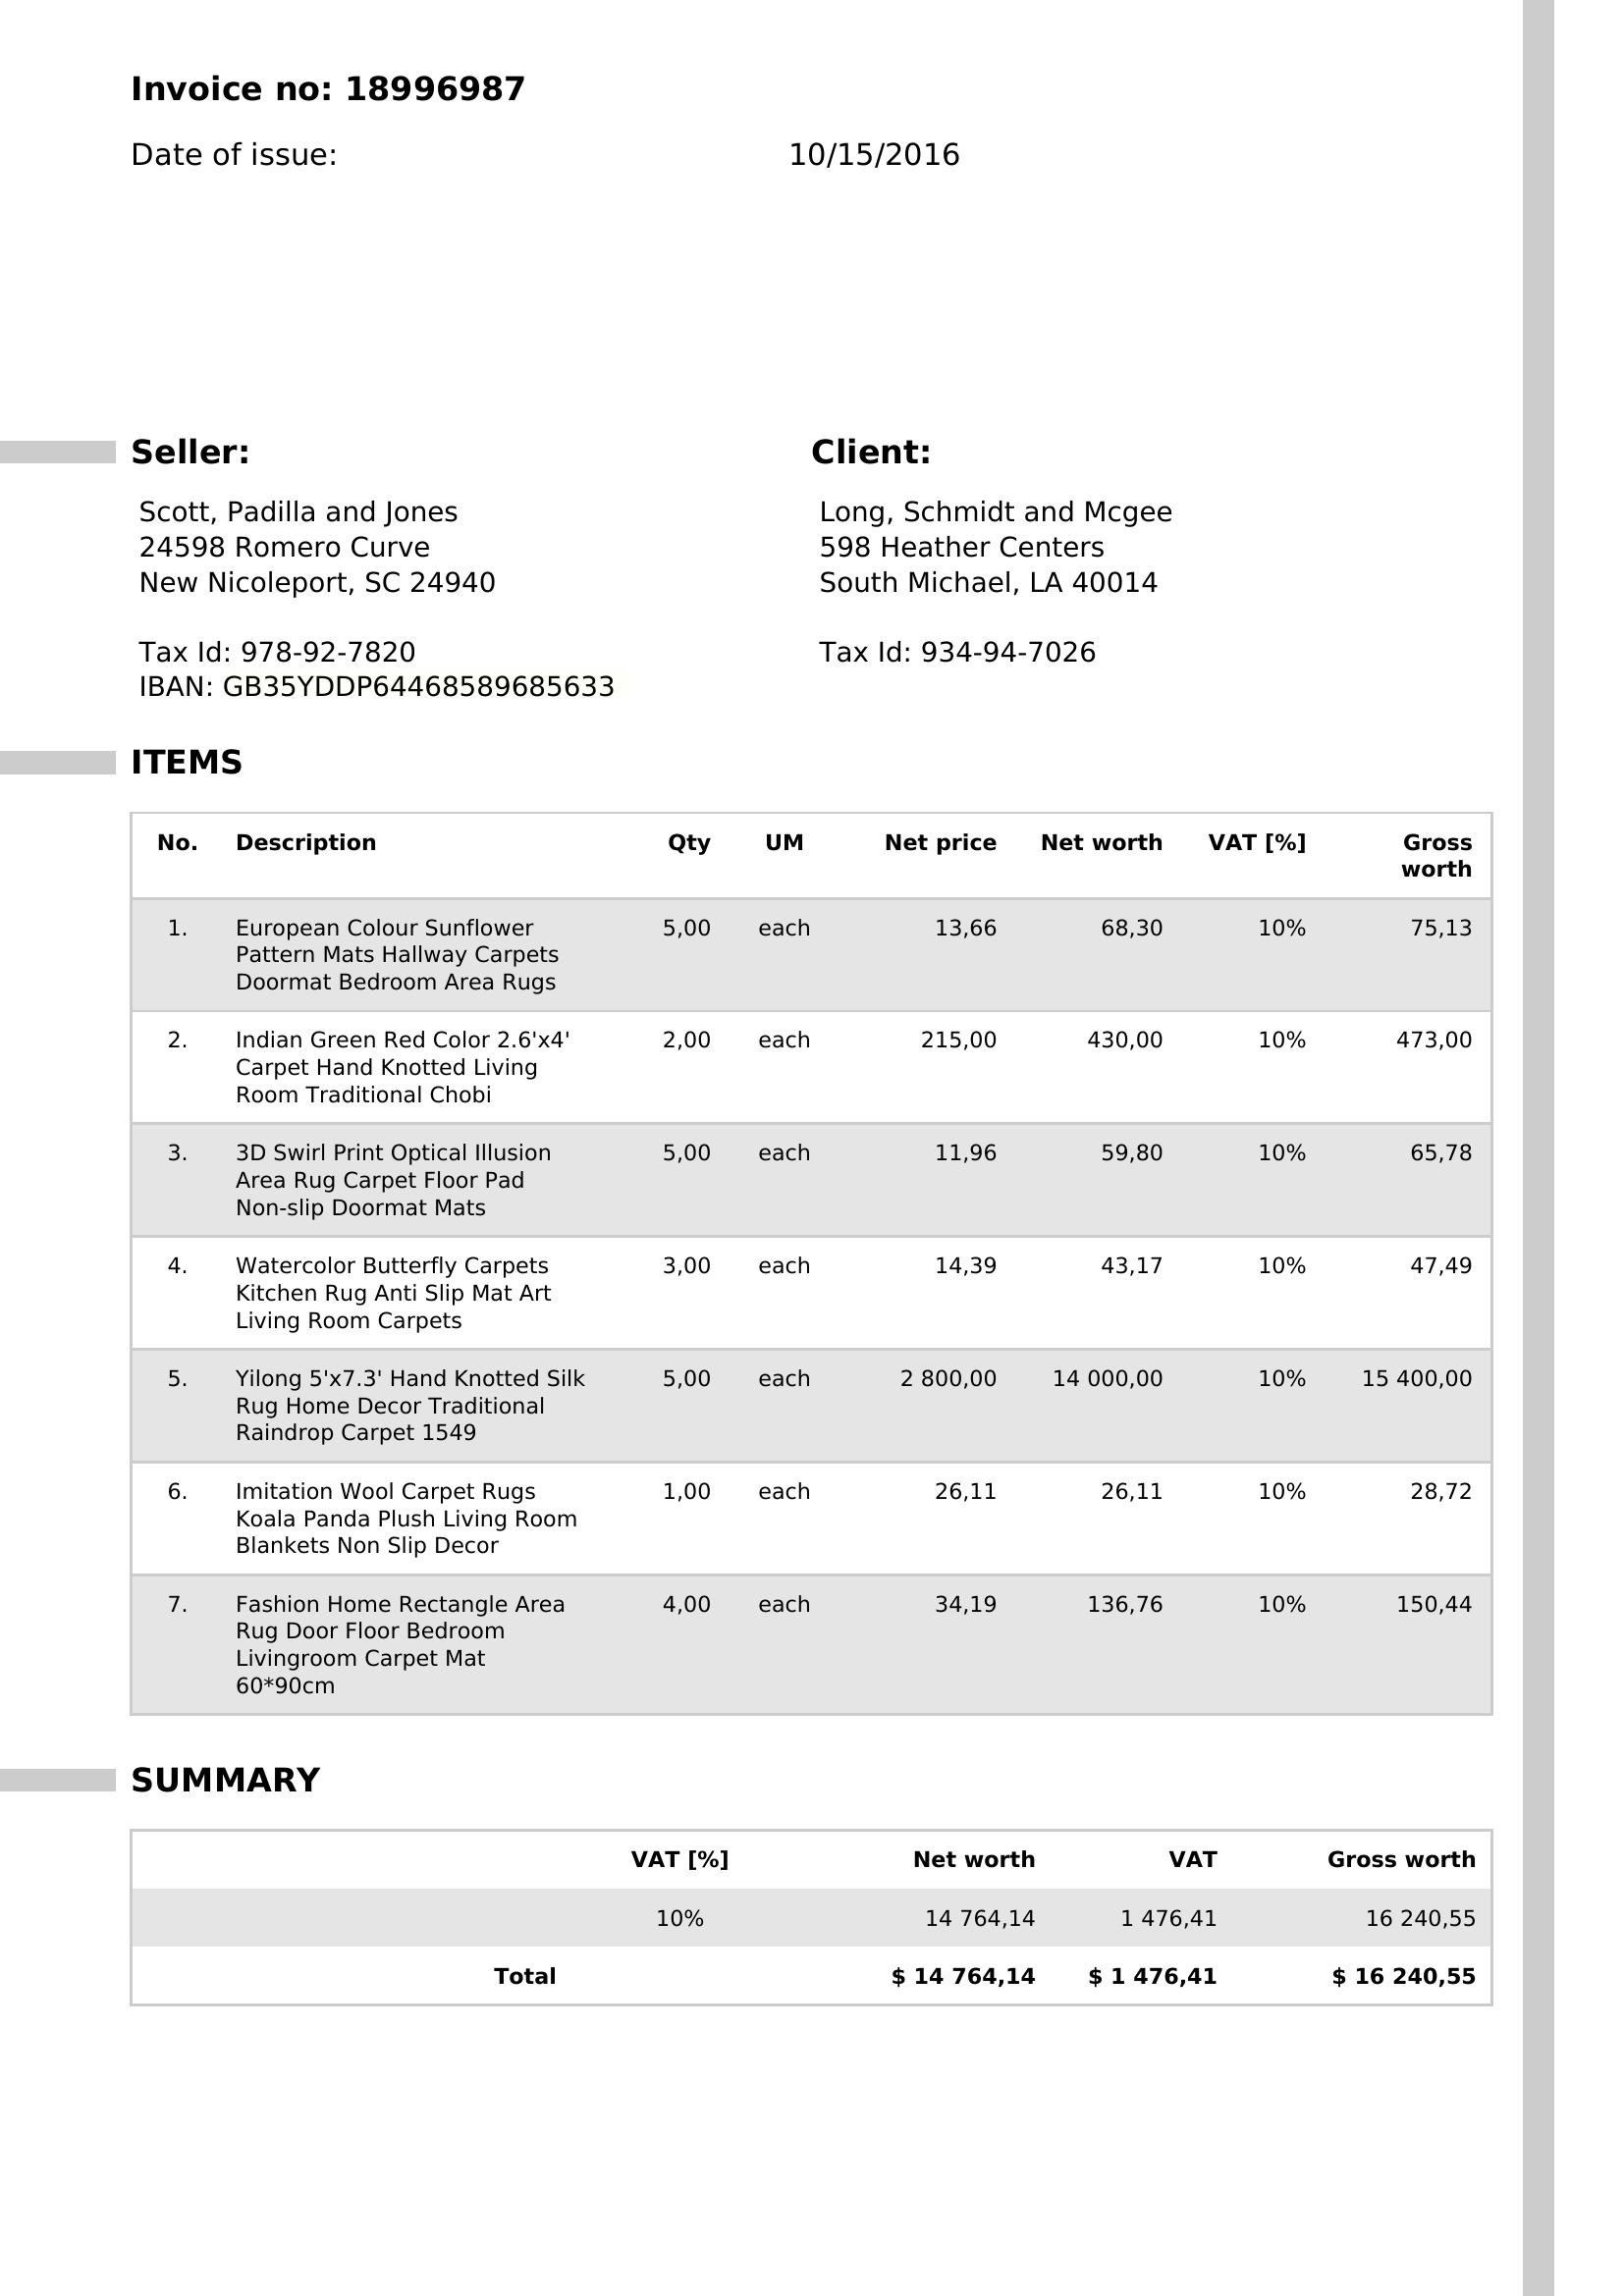 Invoice no: 18996987
Date of issue: 10/15/2016
Seller: Client:
Scott, Padilla and Jones
24598 Romero Curve
New Nicoleport, SC 24940
Tax Id: 978-92-7820
IBAN: GB35YDDP64468589685633
Long, Schmidt and Mcgee
598 Heather Centers
South Michael, LA 40014
Tax Id: 934-94-7026
ITEMS
No. Description Qty UM Net price Net worth VAT [%] Gross
worth
1. European Colour Sunflower 5,00 each 13,66 68,30 10% 75,13
Pattern Mats Hallway Carpets
Doormat Bedroom Area Rugs
2. Indian Green Red Color 2.6'x4' 2,00 each 215,00 430,00 10% 473,00
Carpet Hand Knotted Living
Room Traditional Chobi
3. 3D Swirl Print Optical Illusion 5,00 each 11,96 59,80 10% 65,78
Area Rug Carpet Floor Pad
Non-slip Doormat Mats
4. Watercolor Butterfly Carpets 3,00 each 14,39 43,17 10% 47,49
Kitchen Rug Anti Slip Mat Art
Living Room Carpets
5. Yilong 5'x7.3' Hand Knotted Silk 5,00 each 2 800,00 14 000,00 10% 15 400,00
Rug Home Decor Traditional
Raindrop Carpet 1549
6. Imitation Wool Carpet Rugs 1,00 each 26,11 26,11 10% 28,72
Koala Panda Plush Living Room
Blankets Non Slip Decor
7. Fashion Home Rectangle Area 4,00 each 34,19 136,76 10% 150,44
Rug Door Floor Bedroom
Livingroom Carpet Mat
60*90cm
SUMMARY
VAT [%] Net worth VAT Gross worth
10% 14 764,14 1 476,41 16 240,55
Total $ 14 764,14 $ 1 476,41 $ 16 240,55